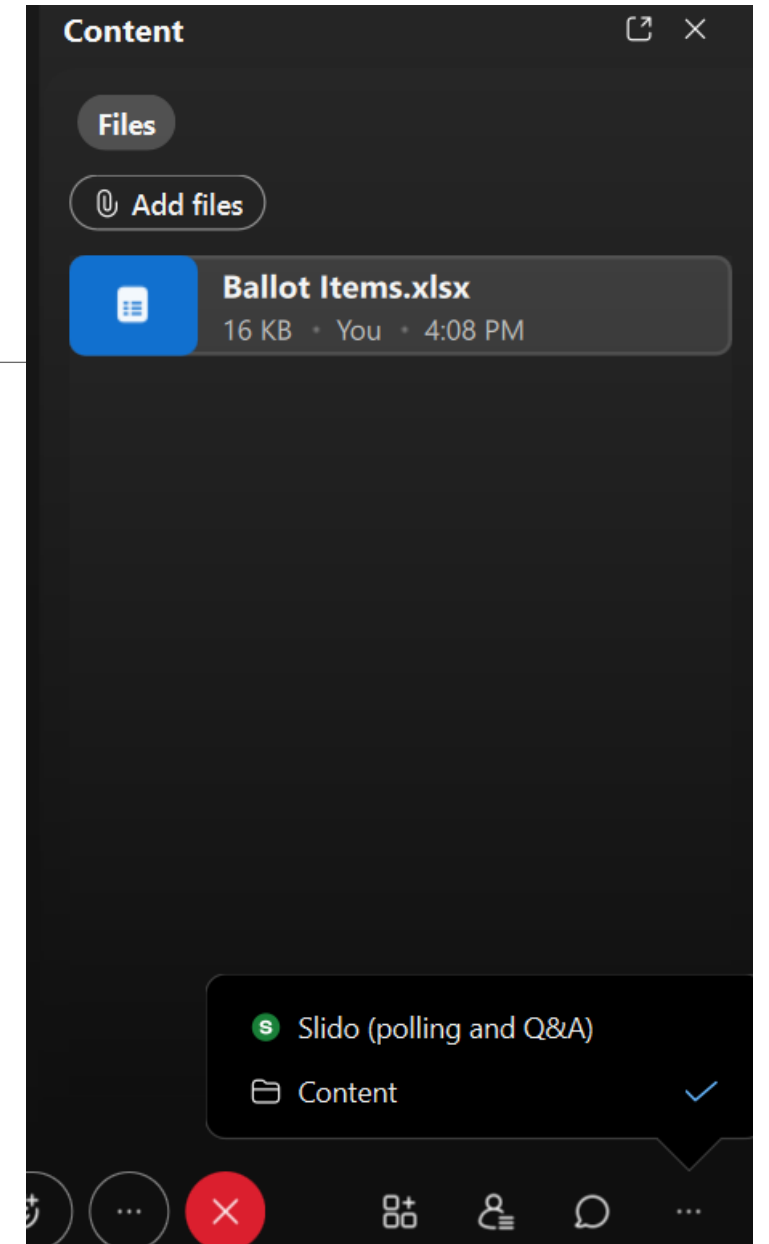 Content
Files
Add files
Ballot Items.xlsx
16 KB • You • 4:08 PM
S Slido (polling and Q&A)
Content